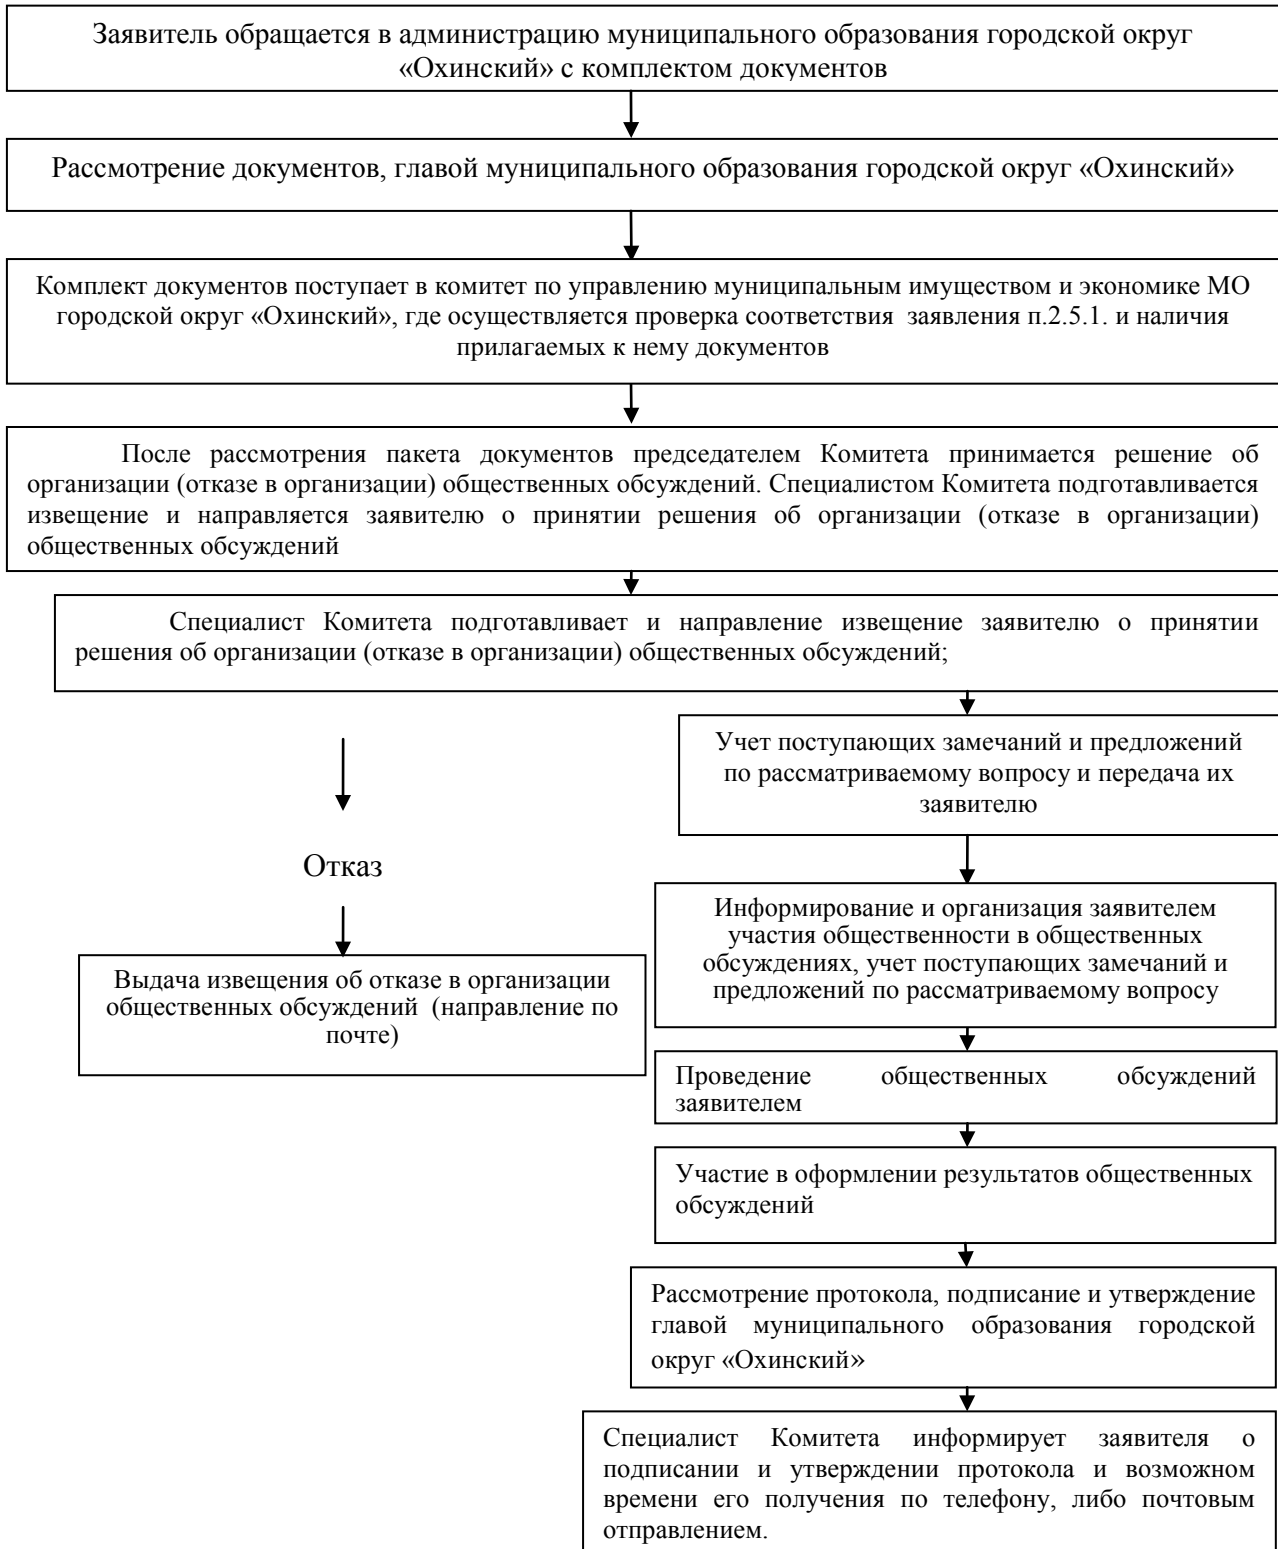 Заявитель обращается в администрацию муниципального образования городской округ
«Охинский» с комплектом документов
Рассмотрение документов, главой муниципального образования городской округ «Охинский»
Комплект документов поступает в комитет по управлению муниципальным имуществом и экономике МО
городской округ «Охинский», где осуществляется проверка соответствия заявления п.2.5.1. и наличия
прилагаемых к нему документов
После рассмотрения пакета документов председателем Комитета принимается решение об
организации (отказе в организации) общественных обсуждений. Специалистом Комитета подготавливается
извещение и направляется заявителю о принятии решения об организации (отказе в организации)
общественных обсуждений
Специалист Комитета подготавливает и направление извещение заявителю о принятии
решения об организации (отказе в организации) общественных обсуждений;
Отказ
Выдача извещения об отказе в организации
общественных обсуждений (направление по
почте)
Учет поступающих замечаний и предложений
по рассматриваемому вопросу и передача их
заявителю
Информирование и организация заявителем
участия общественности в общественных
обсуждениях, учет поступающих замечаний и
предложений по рассматриваемому вопросу
Проведение общественных обсуждений
заявителем
Участие в оформлении результатов общественных
обсуждений
Рассмотрение протокола, подписание и утверждение
главой муниципального образования городской
округ «Охинский»
Специалист Комитета информирует заявителя о
подписании и утверждении протокола и возможном
времени его получения по телефону, либо почтовым
отправлением.